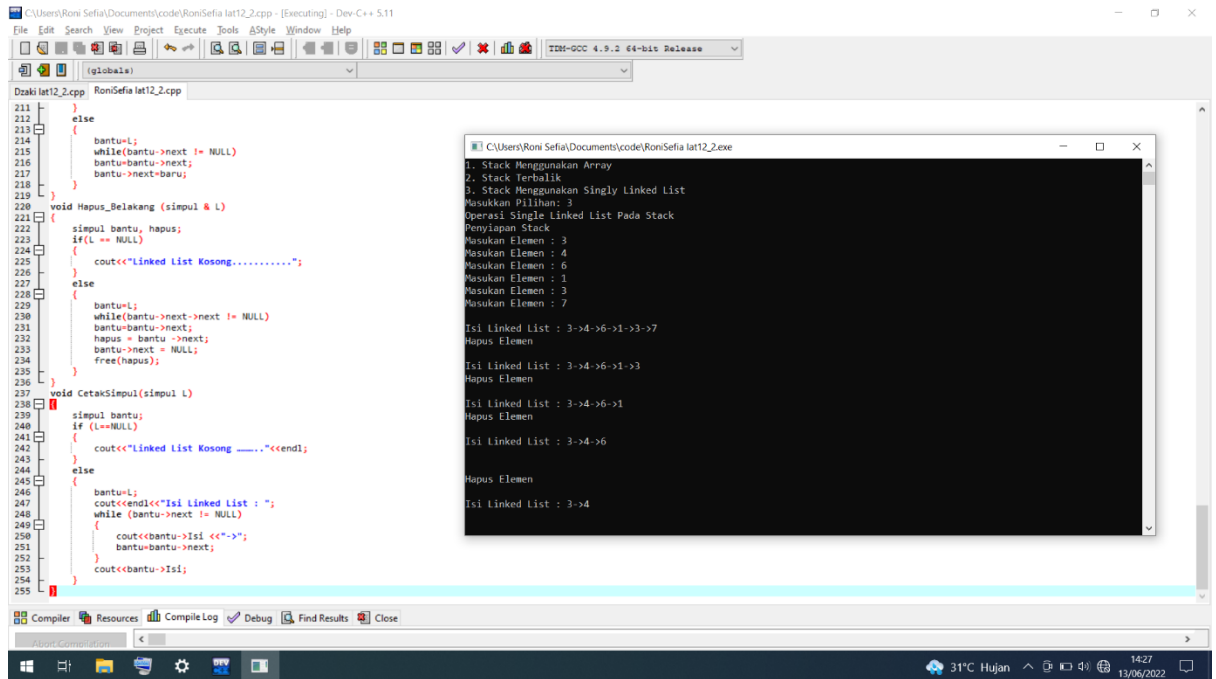 C:\Users\Roni Sefia\Documents\code\RoniSefia lat12_2.cpp - [Executing] - Dev-C++ 5.11
File Edit Search View Project Execute Tools AStyle Window Help
TDM-GCC 4.9.2 64-bit Release
(globals)
Dzaki lat12_2.cpp RoniSefia lat12_2.cpp
211 }
212 else
213 {
214 bantu=L;
215 while(bantu->next != NULL)
216 bantu=bantu->next;
217 bantu->next=baru;
218 }
219 }
220 void Hapus_Belakang (simpul & L)
221 {
222 simpul bantu, hapus;
223 if(L == NULL)
224 {
225 cout<<"Linked List Kosong...........";
226 }
227 else
228 {
229 bantu=L;
230 while(bantu->next->next != NULL)
231 bantu=bantu->next;
232 hapus = bantu ->next;
233 bantu->next = NULL;
234 free(hapus);
235 }
236 }
237 void CetakSimpul(simpul L)
238 {
239 simpul bantu;
240 if (L==NULL)
241 {
242 cout<<"Linked List Kosong ……….."<<endl;
243 }
244 else
245 {
246 bantu=L;
247 cout<<endl<<"Isi Linked List : ";
248 while (bantu->next != NULL)
249 {
250 cout<<bantu->Isi <<"->";
251 bantu=bantu->next;
252 }
253 cout<<bantu->Isi;
254 }
255 }
C:\Users\Roni Sefia\Documents\code\RoniSefia lat12_2.exe
1. Stack Menggunakan Array
2. Stack Terbalik
3. Stack Menggunakan Singly Linked List
Masukkan Pilihan: 3
Operasi Single Linked List Pada Stack
Penyiapan Stack
Masukan Elemen : 3
Masukan Elemen : 4
Masukan Elemen : 6
Masukan Elemen : 1
Masukan Elemen : 3
Masukan Elemen : 7
Isi Linked List : 3->4->6->1->3->7
Hapus Elemen
Isi Linked List : 3->4->6->1->3
Hapus Elemen
Isi Linked List : 3->4->6->1
Hapus Elemen
Isi Linked List : 3->4->6
Hapus Elemen
Isi Linked List : 3->4
Compiler Resources Compile Log Debug Find Results Close
Abort Compilation
DEV
31°C Hujan 14:27
13/06/2022